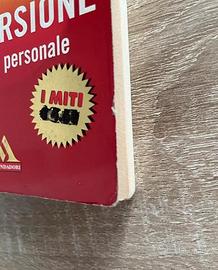 RSIONE
personale
I MITI
NDADORI